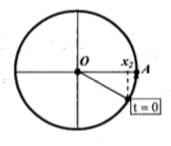 O
x₂ A
t = 0